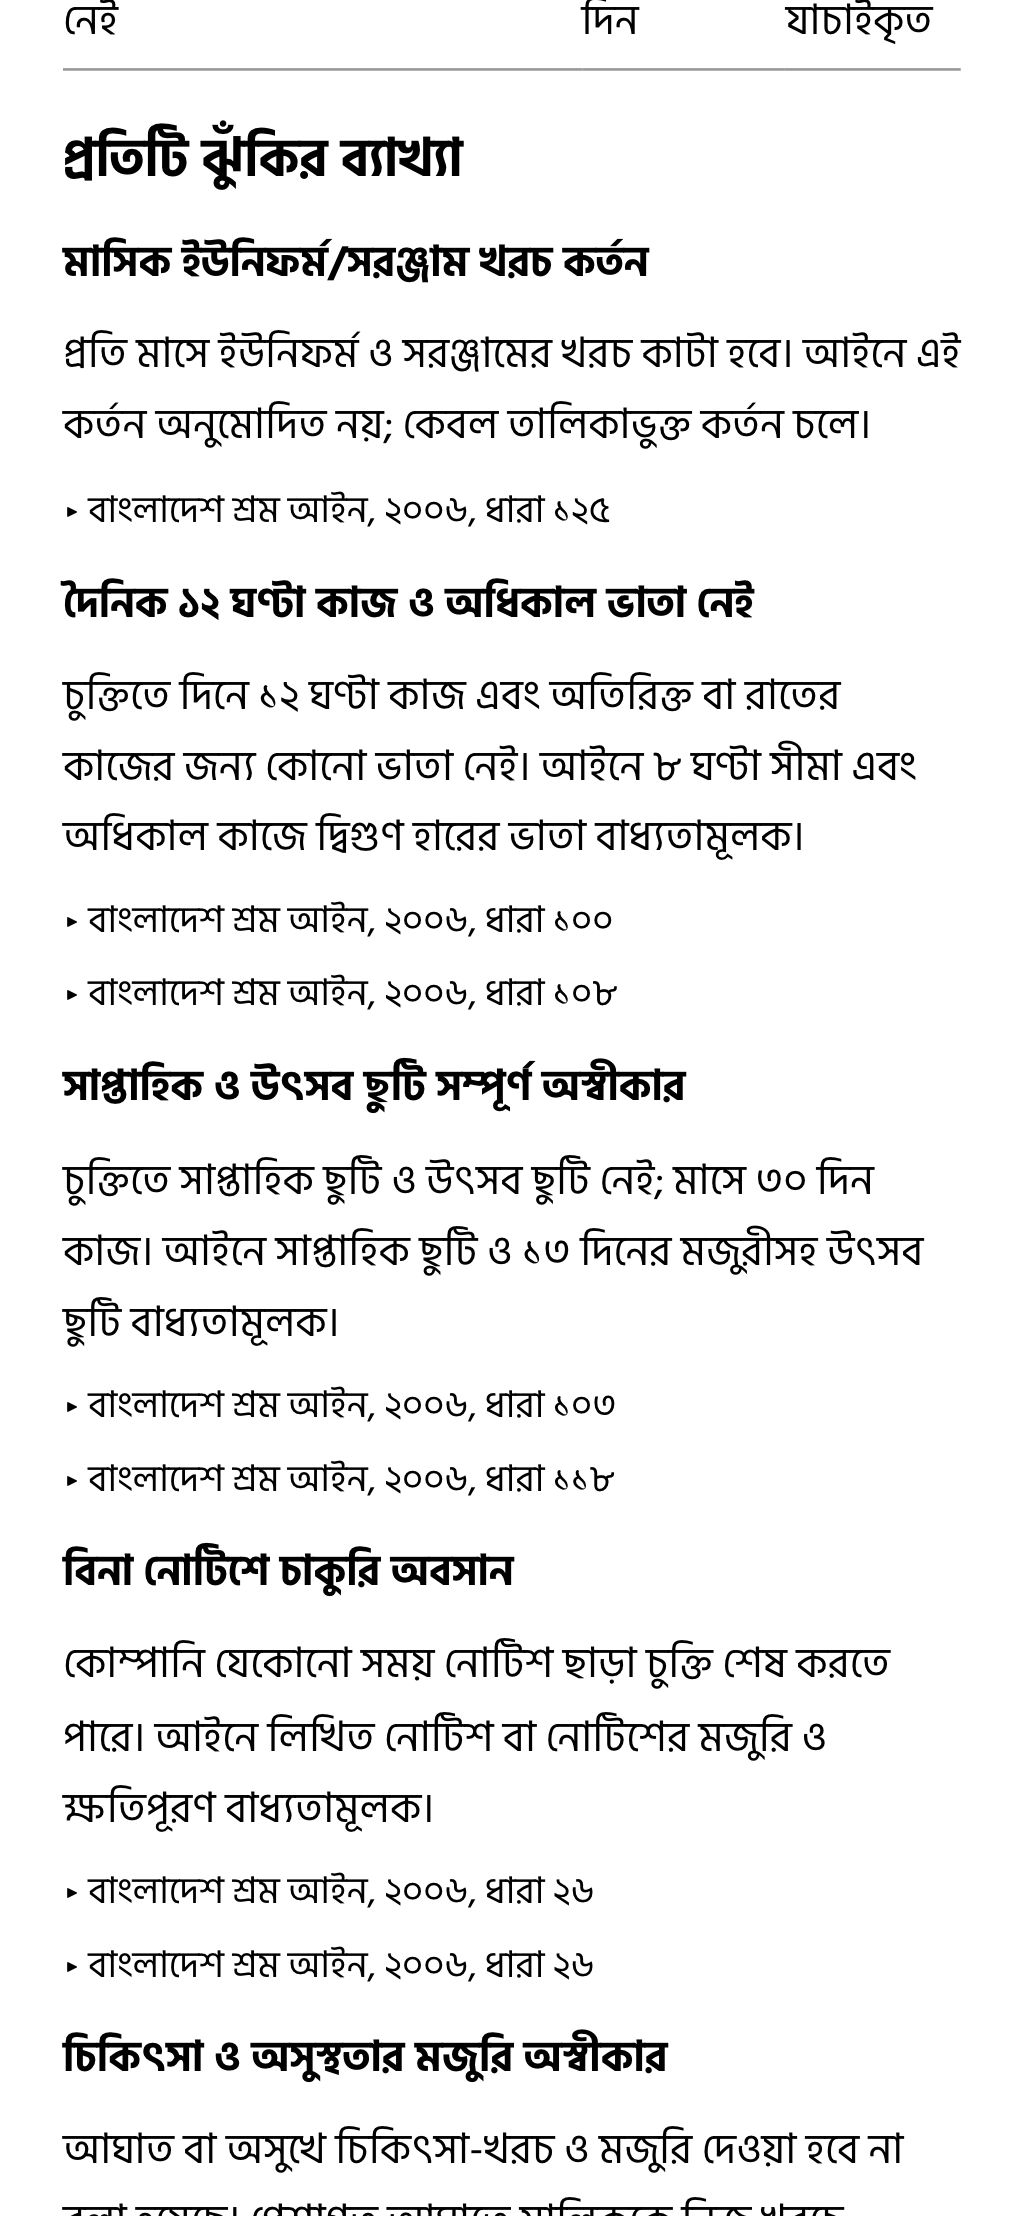 নেই দিন যাচাইকৃত
প্রতিটি ঝুঁকির ব্যাখ্যা
মাসিক ইউনিফর্ম/সরঞ্জাম খরচ কর্তন
প্রতি মাসে ইউনিফর্ম ও সরঞ্জামের খরচ কাটা হবে। আইনে এই
কর্তন অনুমোদিত নয়; কেবল তালিকাভুক্ত কর্তন চলে।
▸ বাংলাদেশ শ্রম আইন, ২০০৬, ধারা ১২৫
দৈনিক ১২ ঘণ্টা কাজ ও অধিকাল ভাতা নেই
চুক্তিতে দিনে ১২ ঘণ্টা কাজ এবং অতিরিক্ত বা রাতের
কাজের জন্য কোনো ভাতা নেই। আইনে ৮ ঘণ্টা সীমা এবং
অধিকাল কাজে দ্বিগুণ হারের ভাতা বাধ্যতামূলক।
▸ বাংলাদেশ শ্রম আইন, ২০০৬, ধারা ১০০
▸ বাংলাদেশ শ্রম আইন, ২০০৬, ধারা ১০৮
সাপ্তাহিক ও উৎসব ছুটি সম্পূর্ণ অস্বীকার
চুক্তিতে সাপ্তাহিক ছুটি ও উৎসব ছুটি নেই; মাসে ৩০ দিন
কাজ। আইনে সাপ্তাহিক ছুটি ও ১৩ দিনের মজুরীসহ উৎসব
ছুটি বাধ্যতামূলক।
▸ বাংলাদেশ শ্রম আইন, ২০০৬, ধারা ১০৩
▸ বাংলাদেশ শ্রম আইন, ২০০৬, ধারা ১১৮
বিনা নোটিশে চাকুরি অবসান
কোম্পানি যেকোনো সময় নোটিশ ছাড়া চুক্তি শেষ করতে
পারে। আইনে লিখিত নোটিশ বা নোটিশের মজুরি ও
ক্ষতিপূরণ বাধ্যতামূলক।
▸ বাংলাদেশ শ্রম আইন, ২০০৬, ধারা ২৬
▸ বাংলাদেশ শ্রম আইন, ২০০৬, ধারা ২৬
চিকিৎসা ও অসুস্থতার মজুরি অস্বীকার
আঘাত বা অসুখে চিকিৎসা-খরচ ও মজুরি দেওয়া হবে না